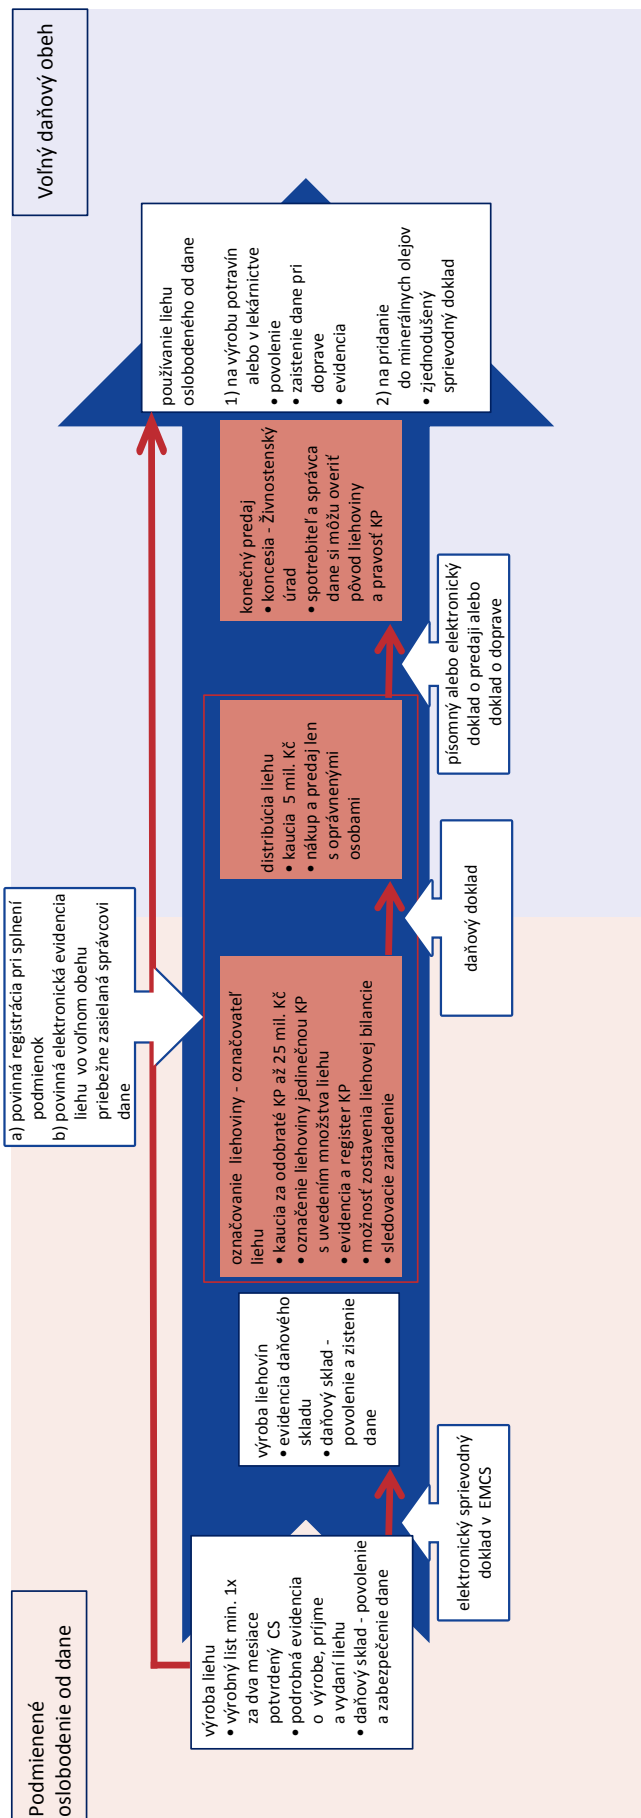 Podmienené
oslobodenie od dane
Voľný daňový obeh
a) povinná registrácia pri splnení
podmienok
b) povinná elektronická evidencia
liehu vo voľnom obehu
priebežne zasielaná správcovi
dane
výroba liehu
• výrobný list min. 1x
za dva mesiace
potvrdený CS
• podrobná evidencia
o výrobe, príjme
a vydaní liehu
• daňový sklad - povolenie
a zabezpečenie dane
výroba liehovín
• evidencia daňového
skladu
• daňový sklad -
povolenie a zistenie
dane
označovanie liehoviny - označovateľ
liehu
• kaucia za odobraté KP až 25 mil. Kč
• označenie liehoviny jedinečnou KP
s uvedením množstva liehu
• evidencia a register KP
• možnosť zostavenia liehovej bilancie
• sledovacie zariadenie
distribúcia liehu
• kaucia 5 mil. Kč
• nákup a predaj len
s oprávnenými
osobami
konečný predaj
• koncesia - Živnostenský
úrad
• spotrebiteľ a správca
dane si môžu overiť
pôvod liehoviny
a pravosť KP
používanie liehu
oslobodeného od dane
1) na výrobu potravín
alebo v lekárnictve
• povolenie
• zaistenie dane pri
doprave
• evidencia
2) na pridanie
do minerálnych olejov
• zjednodušený
sprievodný doklad
elektronický sprievodný
doklad v EMCS
daňový doklad
písomný alebo elektronický
doklad o predaji alebo
doklad o doprave